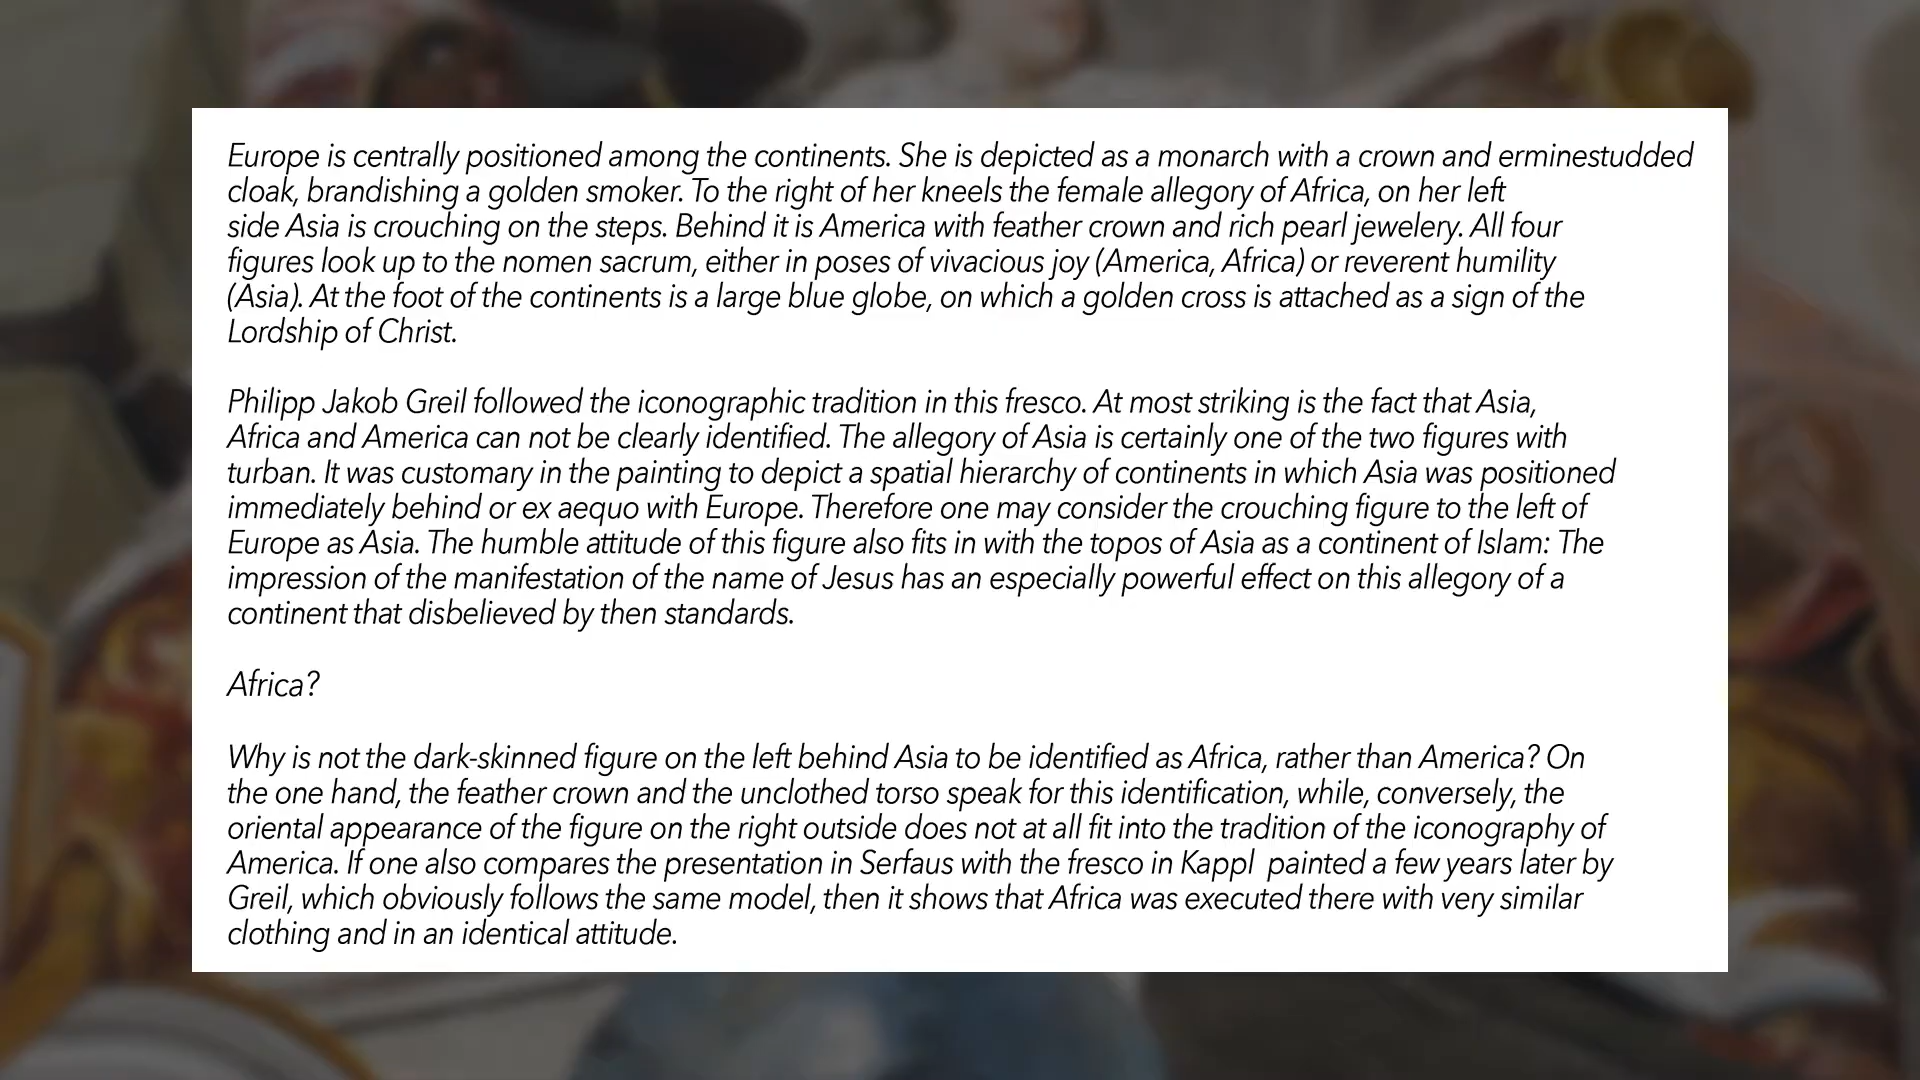 Europe is centrally positioned among the continents. She is depicted as a monarch with a crown and erminestudded
cloak, brandishing a golden smoker. To the right of her kneels the female allegory of Africa, on her left
side Asia is crouching on the steps. Behind it is America with feather crown and rich pearl jewelery. All four
figures look up to the nomen sacrum, either in poses of vivacious joy (America, Africa) or reverent humility
(Asia). At the foot of the continents is a large blue globe, on which a golden cross is attached as a sign of the
Lordship of Christ.
Philipp Jakob Greil followed the iconographic tradition in this fresco. At most striking is the fact that Asia,
Africa and America can not be clearly identified. The allegory of Asia is certainly one of the two figures with
turban. It was customary in the painting to depict a spatial hierarchy of continents in which Asia was positioned
immediately behind or ex aequo with Europe. Therefore one may consider the crouching figure to the left of
Europe as Asia. The humble attitude of this figure also fits in with the topos of Asia as a continent of Islam: The
impression of the manifestation of the name of Jesus has an especially powerful effect on this allegory of a
continent that disbelieved by then standards.
Africa?
Why is not the dark-skinned figure on the left behind Asia to be identified as Africa, rather than America? On
the one hand, the feather crown and the unclothed torso speak for this identification, while, conversely, the
oriental appearance of the figure on the right outside does not at all fit into the tradition of the iconography of
America. If one also compares the presentation in Serfaus with the fresco in Kappl painted a few years later by
Greil, which obviously follows the same model, then it shows that Africa was executed there with very similar
clothing and in an identical attitude.